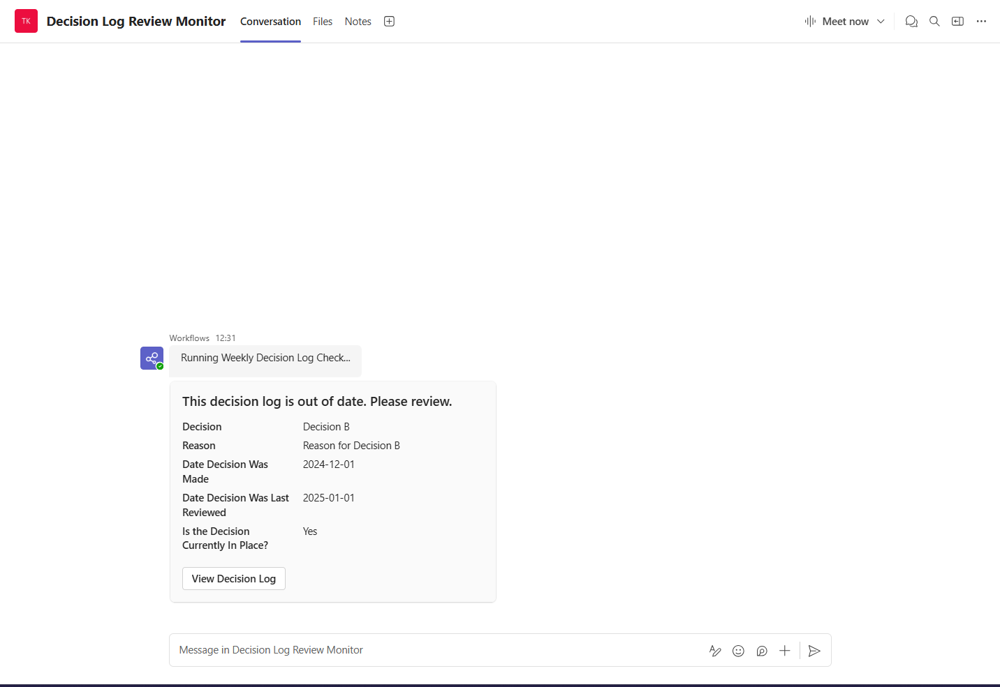 TK
Decision Log Review Monitor
Conversation
Files
Notes
Meet now
Workflows 12:31
Running Weekly Decision Log Check...
This decision log is out of date. Please review.
Decision Decision B
Reason Reason for Decision B
Date Decision Was 2024-12-01
Made
Date Decision Was Last 2025-01-01
Reviewed
Is the Decision Yes
Currently In Place?
View Decision Log
Message in Decision Log Review Monitor